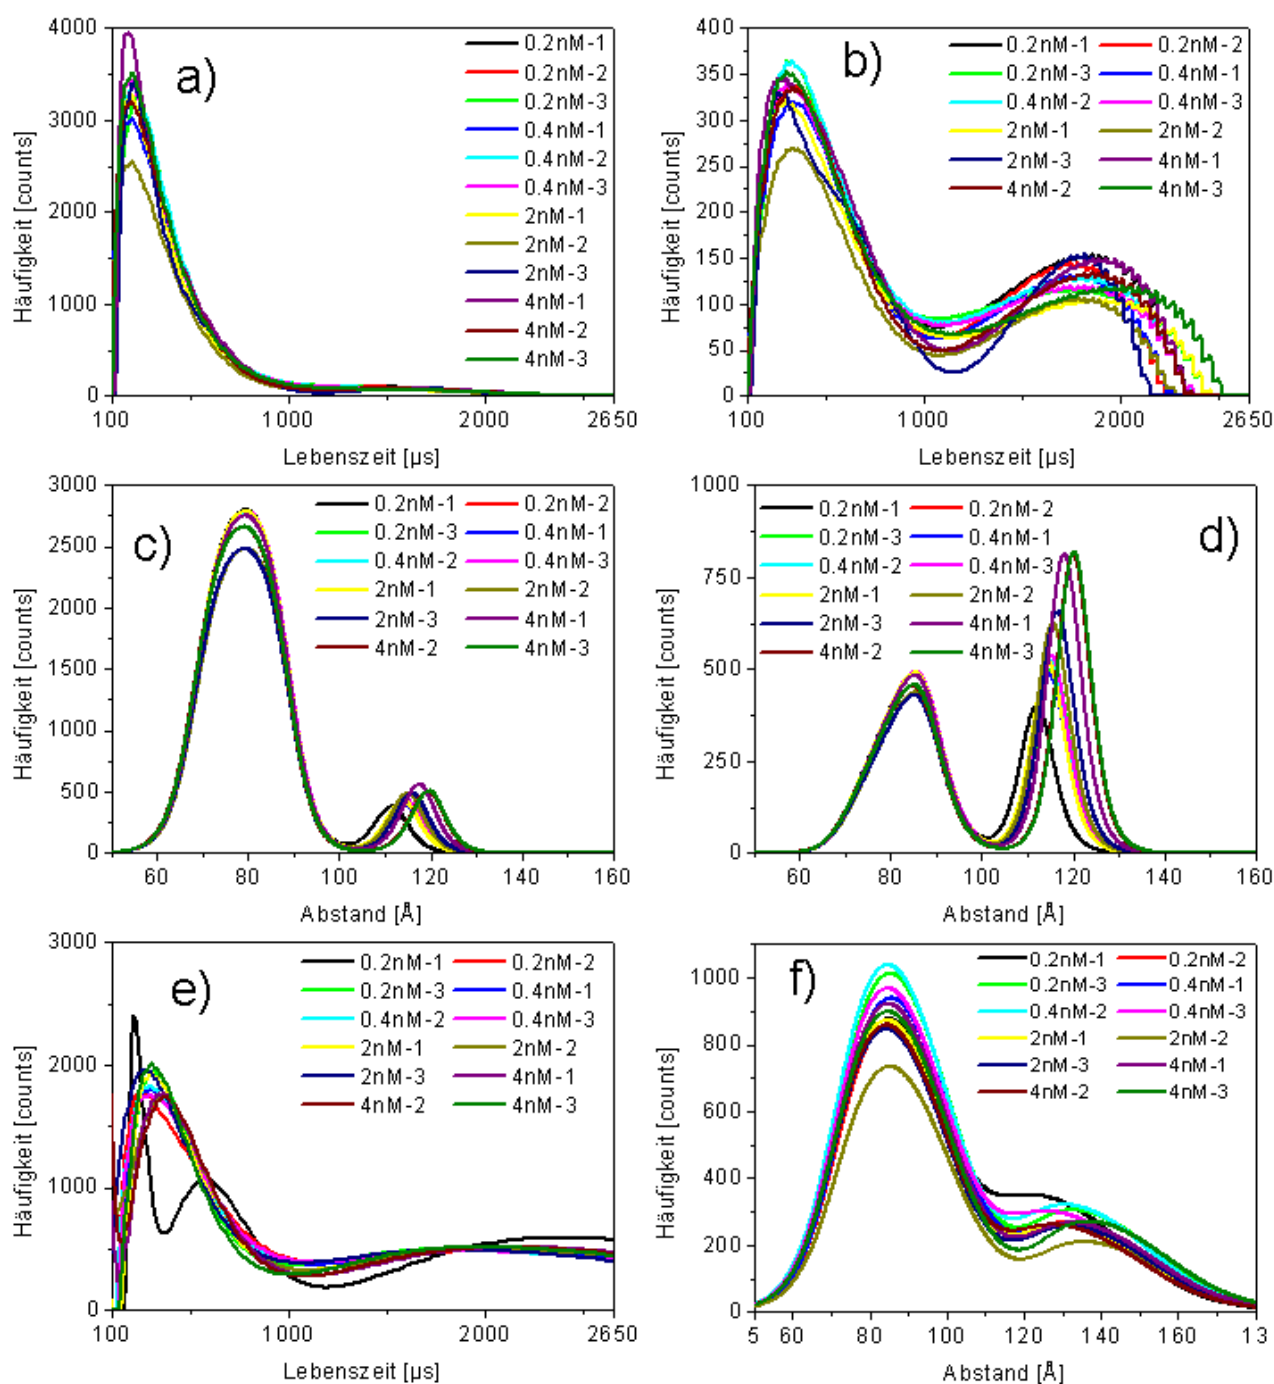 a)
Häufigkeit [counts]
4000
3000
2000
1000
0
0.2nM-1
0.2nM-2
0.2nM-3
0.4nM-1
0.4nM-2
0.4nM-3
2nM-1
2nM-2
2nM-3
4nM-1
4nM-2
4nM-3
100 1000 2000 2650
Lebenszeit [µs]
b)
Häufigkeit [counts]
400
350
300
250
200
150
100
50
0
0.2nM-1 0.2nM-2
0.2nM-3 0.4nM-1
0.4nM-2 0.4nM-3
2nM-1 2nM-2
2nM-3 4nM-1
4nM-2 4nM-3
100 1000 2000 2650
Lebenszeit [µs]
c)
Häufigkeit [counts]
3000
2500
2000
1500
1000
500
0
0.2nM-1 0.2nM-2
0.2nM-3 0.4nM-1
0.4nM-2 0.4nM-3
2nM-1 2nM-2
2nM-3 4nM-1
4nM-2 4nM-3
60 80 100 120 140 160
Abstand [Å]
d)
Häufigkeit [counts]
1000
750
500
250
0
0.2nM-1 0.2nM-2
0.2nM-3 0.4nM-1
0.4nM-2 0.4nM-3
2nM-1 2nM-2
2nM-3 4nM-1
4nM-2 4nM-3
60 80 100 120 140 160
Abstand [Å]
e)
Häufigkeit [counts]
3000
2000
1000
0
0.2nM-1 0.2nM-2
0.2nM-3 0.4nM-1
0.4nM-2 0.4nM-3
2nM-1 2nM-2
2nM-3 4nM-1
4nM-2 4nM-3
100 1000 2000 2650
Lebenszeit [µs]
f)
Häufigkeit [counts]
1000
800
600
400
200
0
0.2nM-1 0.2nM-2
0.2nM-3 0.4nM-1
0.4nM-2 0.4nM-3
2nM-1 2nM-2
2nM-3 4nM-1
4nM-2 4nM-3
5 60 80 100 120 140 13
Abstand [Å]